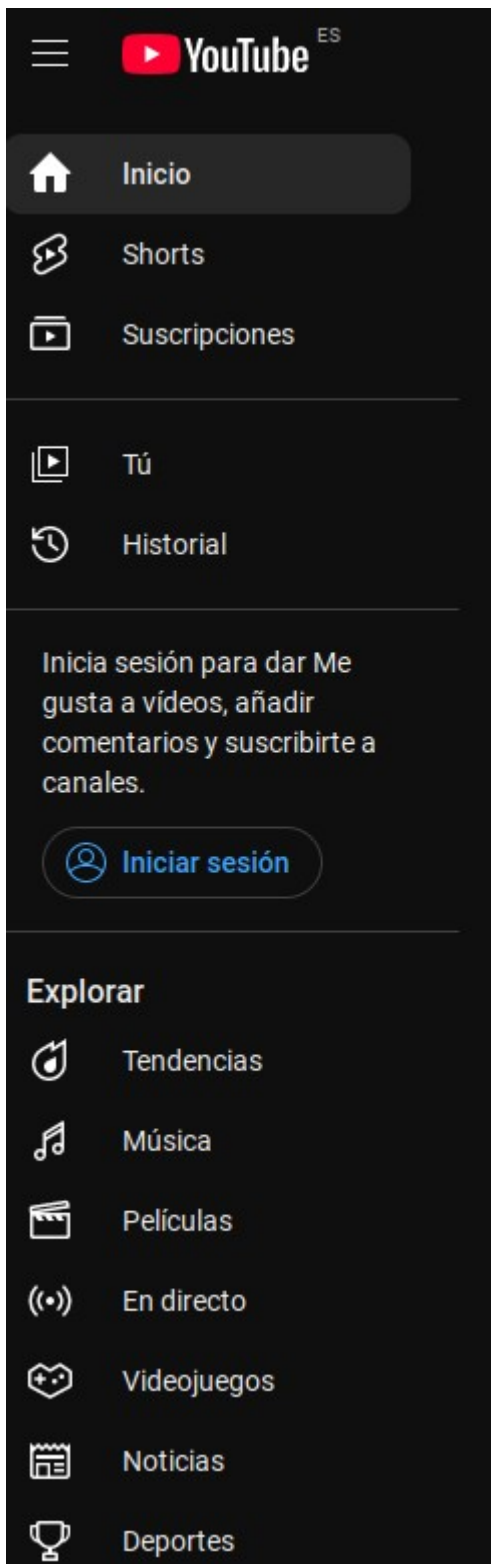 YouTube ES
Inicio
Shorts
Suscripciones
Tú
Historial
Inicia sesión para dar Me
gusta a vídeos, añadir
comentarios y suscribirte a
canales.
Iniciar sesión
Explorar
Tendencias
Música
Películas
En directo
Videojuegos
Noticias
Deportes